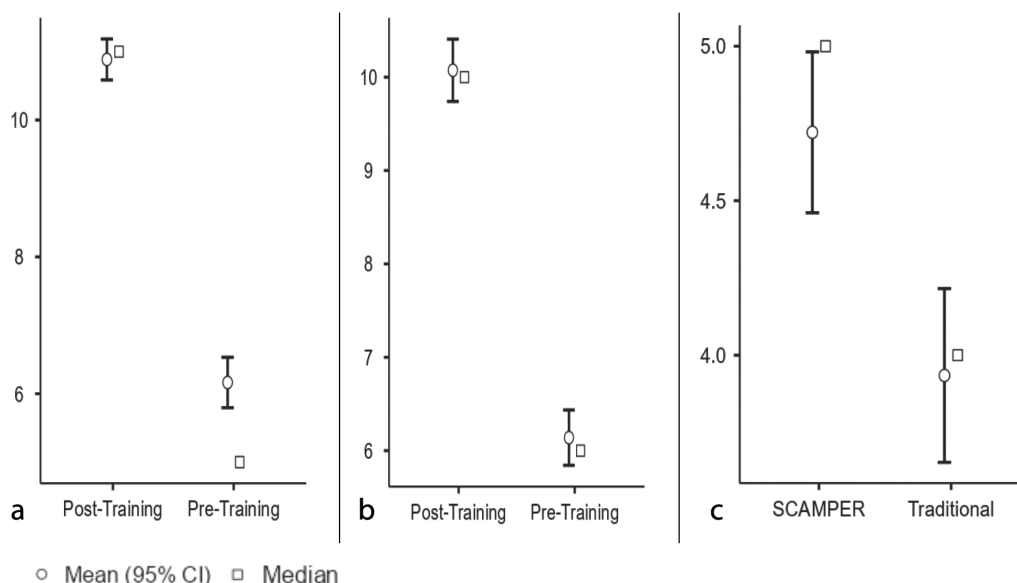 10
8
6
Post-Training Pre-Training
a
10
9
8
7
6
Post-Training Pre-Training
b
5.0
4.5
4.0
SCAMPER Traditional
c
Mean (95% CI) Median